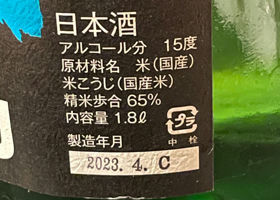 日本酒
アルコール分 15度
原材料名 米(国産)
米こうじ(国産米)
精米歩合 65%
内容量 1.8ℓ
プラ
中栓
製造年月
2023.4.C